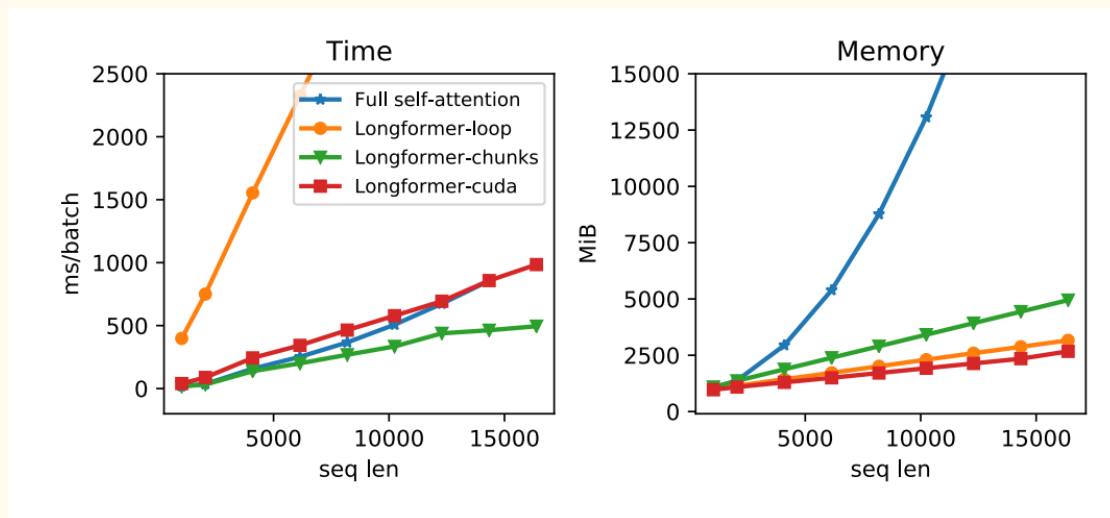 Time
2500
2000
1500
1000
500
0
ms/batch
5000
10000
15000
seq len
Full self-attention
Longformer-loop
Longformer-chunks
Longformer-cuda
Memory
15000
12500
10000
7500
5000
2500
0
MiB
5000
10000
15000
seq len